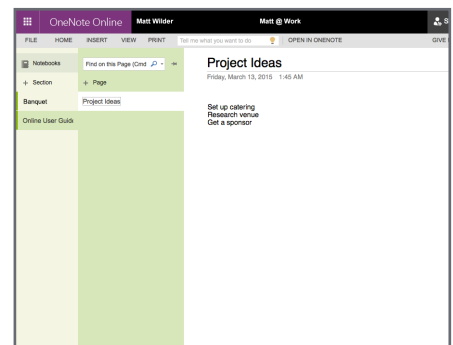 OneNote Online Matt Wilder Matt @ Work S
FILE HOME INSERT VIEW PRINT Tell me what you want to do OPEN IN ONENOTE GIVE
Notebooks Find on this Page (Cmd
+ Section + Page
Banquet Project Ideas
Online User Guide
Project Ideas
Friday, March 13, 2015 1:45 AM
Set up catering
Research venue
Get a sponsor